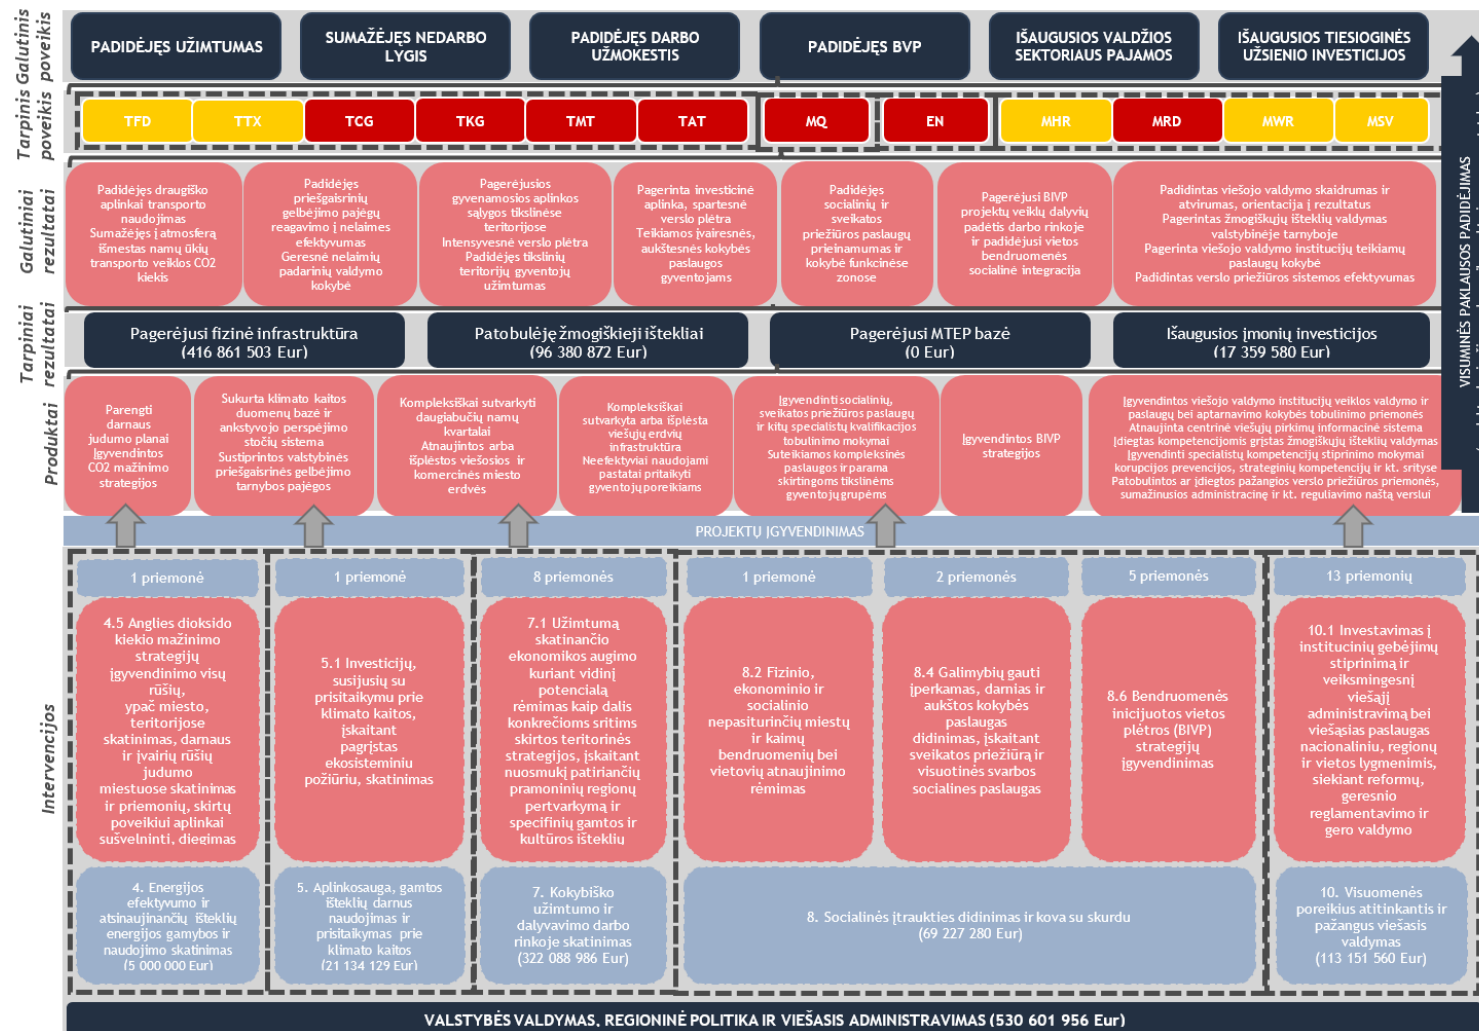 Galutinis
poveikis
PADIDĖJĘS UŽIMTUMAS
SUMAŽĖJĘS NEDARBO
LYGIS
PADIDĖJĘS DARBO
UŽMOKESTIS
PADIDĖJĘS BVP
IŠAUGUSIOS VALDŽIOS
SEKTORIAUS PAJAMOS
IŠAUGUSIOS TIESIOGINĖS
UŽSIENIO INVESTICIJOS
Tarpinis
poveikis
TFD
TTX
TCG
TKG
TMT
TAT
MQ
EN
MHR
MRD
MWR
MSV
Galutiniai
rezultatai
Padidėjęs draugiško
aplinkai transporto
naudojimas
Sumažėjęs į atmosferą
išmestas namų ūkių
transporto veiklos CO2
kiekis
Padidėjęs
priešgaisrinių
gelbėjimo pajėgų
reagavimo į nelaimes
efektyvumas
Geresnė nelaimių
padarinių valdymo
kokybė
Pagerėjusios
gyvenamosios aplinkos
sąlygos tikslinėse
teritorijose
Intensyvesnė verslo plėtra
Padidėjęs tikslinių
teritorijų gyventojų
užimtumas
Pagerinta investicinė
aplinka, spartesnė
verslo plėtra
Teikiamos įvairesnės,
aukštesnės kokybės
paslaugos
gyventojams
Padidėjęs
socialinių ir
sveikatos
priežiūros paslaugų
prieinamumas ir
kokybė funkcinėse
zonose
Pagerėjusi BIVP
projektų veiklų dalyvių
padėtis darbo rinkoje
ir padidėjusi vietos
bendruomenės
socialinė integracija
Padidintas viešojo valdymo skaidrumas ir
atvirumas, orientacija į rezultatus
Pagerintas žmogiškųjų išteklių valdymas
valstybinėje tarnyboje
Pagerinta viešojo valdymo institucijų teikiamų
paslaugų kokybė
Padidintas verslo priežiūros sistemos efektyvumas
Tarpiniai
rezultatai
Pagerėjusi fizinė infrastruktūra
(416 861 503 Eur)
Patobulėję žmogiškieji ištekliai
(96 380 872 Eur)
Pagerėjusi MTEP bazė
(0 Eur)
Išaugusios įmonių investicijos
(17 359 580 Eur)
Produktai
Parengti
darnaus
judumo planai
Įgyvendintos
CO2 mažinimo
strategijos
Sukurta klimato kaitos
duomenų bazė ir
ankstyvojo perspėjimo
stočių sistema
Sustiprintos valstybinės
priešgaisrinės gelbėjimo
tarnybos pajėgos
Kompleksiškai sutvarkyti
daugiabučių namų
kvartalai
Atnaujintos arba
išplėstos viešosios ir
komercinės miesto
erdvės
Kompleksiškai
sutvarkyta arba išplėsta
viešųjų erdvių
infrastruktūra
Neefektyviai naudojami
pastatai pritaikyti
gyventojų poreikiams
Įgyvendinti socialinių,
sveikatos priežiūros paslaugų
ir kitų specialistų kvalifikacijos
tobulinimo mokymai
Suteikiamos kompleksinės
paslaugos ir parama
skirtingoms tikslinėms
gyventojų grupėms
Įgyvendintos BIVP
strategijos
Įgyvendintos viešojo valdymo institucijų veiklos valdymo ir
paslaugų bei aptarnavimo kokybės tobulinimo priemonės
Atnaujinta centrinė viešųjų pirkimų informacinė sistema
Įdiegtas kompetencijomis grįstas žmogiškųjų išteklių valdymas
Įgyvendinti specialistų kompetencijų stiprinimo mokymai
korupcijos prevencijos, strateginių kompetencijų ir kt. srityse
Patobulintos ar įdiegtos pažangios verslo priežiūros priemonės,
sumažinusios administracinę ir kt. reguliavimo naštą verslui
VISUMINĖS PAKLAUSOS PADIDĖJIMAS
PROJEKTŲ ĮGYVENDINIMAS
Intervencijos
1 priemonė
1 priemonė
8 priemonės
1 priemonė
2 priemonės
5 priemonės
13 priemonių
4.5 Anglies dioksido
kiekio mažinimo
strategijų
įgyvendinimo visų
rūšių,
ypač miesto,
teritorijose
skatinimas, darnaus
ir įvairių rūšių
judumo
miestuose skatinimas
ir priemonių, skirtų
poveikiui aplinkai
sušvelninti, diegimas
5.1 Investicijų,
susijusių su
prisitaikymu prie
klimato kaitos,
įskaitant
pagrįstas
ekosisteminiu
požiūriu, skatinimas
7.1 Užimtumą
skatinančio
ekonomikos augimo
kuriant vidinį
potencialą
rėmimas kaip dalis
konkrečioms sritims
skirtos teritorinės
strategijos, įskaitant
nuosmukį patiriančių
pramoninių regionų
pertvarkymą ir
specifinių gamtos ir
kultūros išteklių
8.2 Fizinio,
ekonominio ir
socialinio
nepasiturinčių miestų
ir kaimų
bendruomenių bei
vietovių atnaujinimo
rėmimas
8.4 Galimybių gauti
įperkamas, darnias ir
aukštos kokybės
paslaugas
didinimas, įskaitant
sveikatos priežiūrą ir
visuotinės svarbos
socialines paslaugas
8.6 Bendruomenės
inicijuotos vietos
plėtros (BIVP)
strategijų
įgyvendinimas
10.1 Investavimas į
institucinių gebėjimų
stiprinimą ir
veiksmingesnį
viešąjį
administravimą bei
viešąsias paslaugas
nacionaliniu, regionų
ir vietos lygmenimis,
siekiant reformų,
geresnio
reglamentavimo ir
gero valdymo
4. Energijos
efektyvumo ir
atsinaujinančių išteklių
energijos gamybos ir
naudojimo skatinimas
(5 000 000 Eur)
5. Aplinkosauga, gamtos
išteklių darnus
naudojimas ir
prisitaikymas prie
klimato kaitos
(21 134 129 Eur)
7. Kokybiško
užimtumo ir
dalyvavimo darbo
rinkoje skatinimas
(322 088 986 Eur)
8. Socialinės įtraukties didinimas ir kova su skurdu
(69 227 280 Eur)
10. Visuomenės
poreikius atitinkantis ir
pažangus viešasis
valdymas
(113 151 560 Eur)
VALSTYBĖS VALDYMAS, REGIONINĖ POLITIKA IR VIEŠASIS ADMINISTRAVIMAS (530 601 956 Eur)